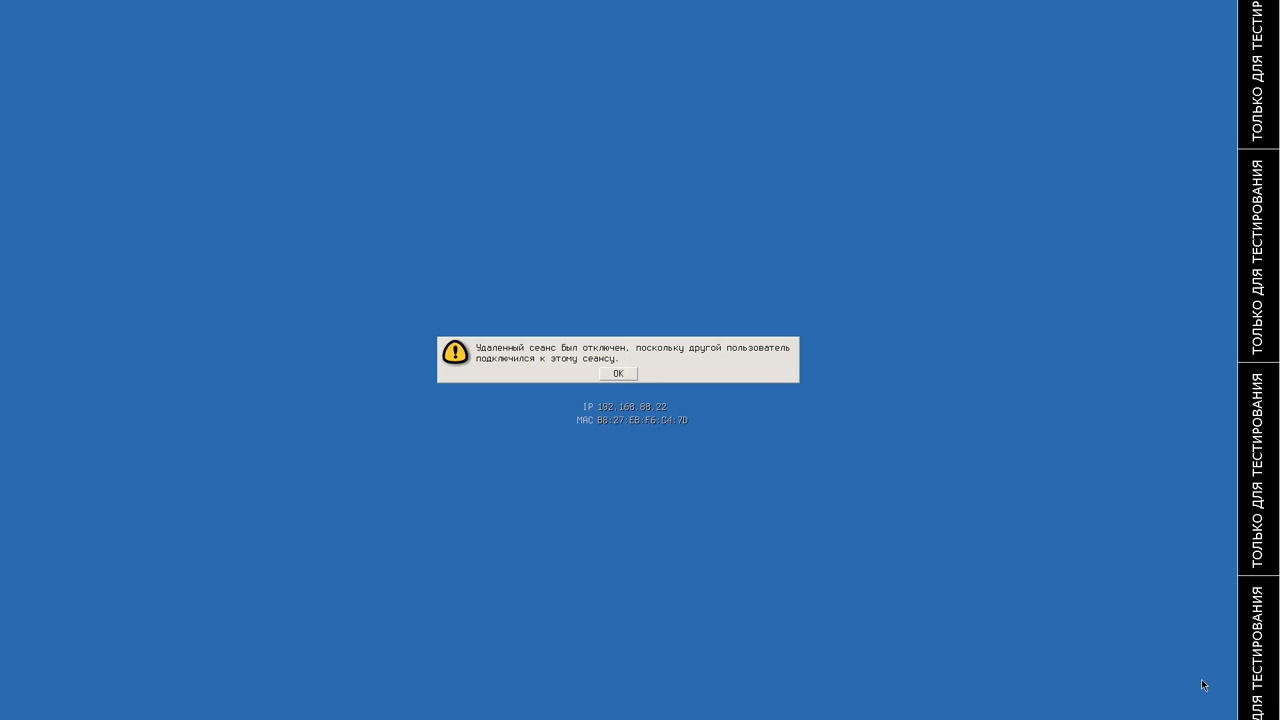 Удаленный сеанс был отключен, поскольку другой пользователь
подключился к этому сеансу.
OK
IP 192.168.88.22
MAC B8:27:EB:F6:C4:7D
ТОЛЬКО ДЛЯ ТЕСТИР
ТОЛЬКО ДЛЯ ТЕСТИРОВАНИЯ
ТОЛЬКО ДЛЯ ТЕСТИРОВАНИЯ
ДЛЯ ТЕСТИРОВАНИЯ